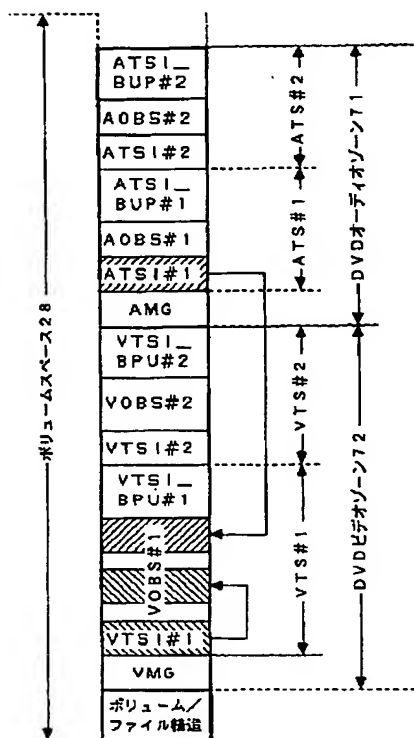 ATSI_
BUP#2
AOBS#2
ATSI#2
ATSI_
BUP#1
AOBS#1
ATSI#1
AMG
VTSI_
BPU#2
VOBS#2
VTSI#2
VTSI_
BPU#1
VOBS#1
VTSI#1
VMG
ボリューム/
ファイル構造
ボリュームスペース28
ATS#2
ATS#1
VTS#2
VTS#1
DVDオーディオゾーン71
DVDビデオゾーン72